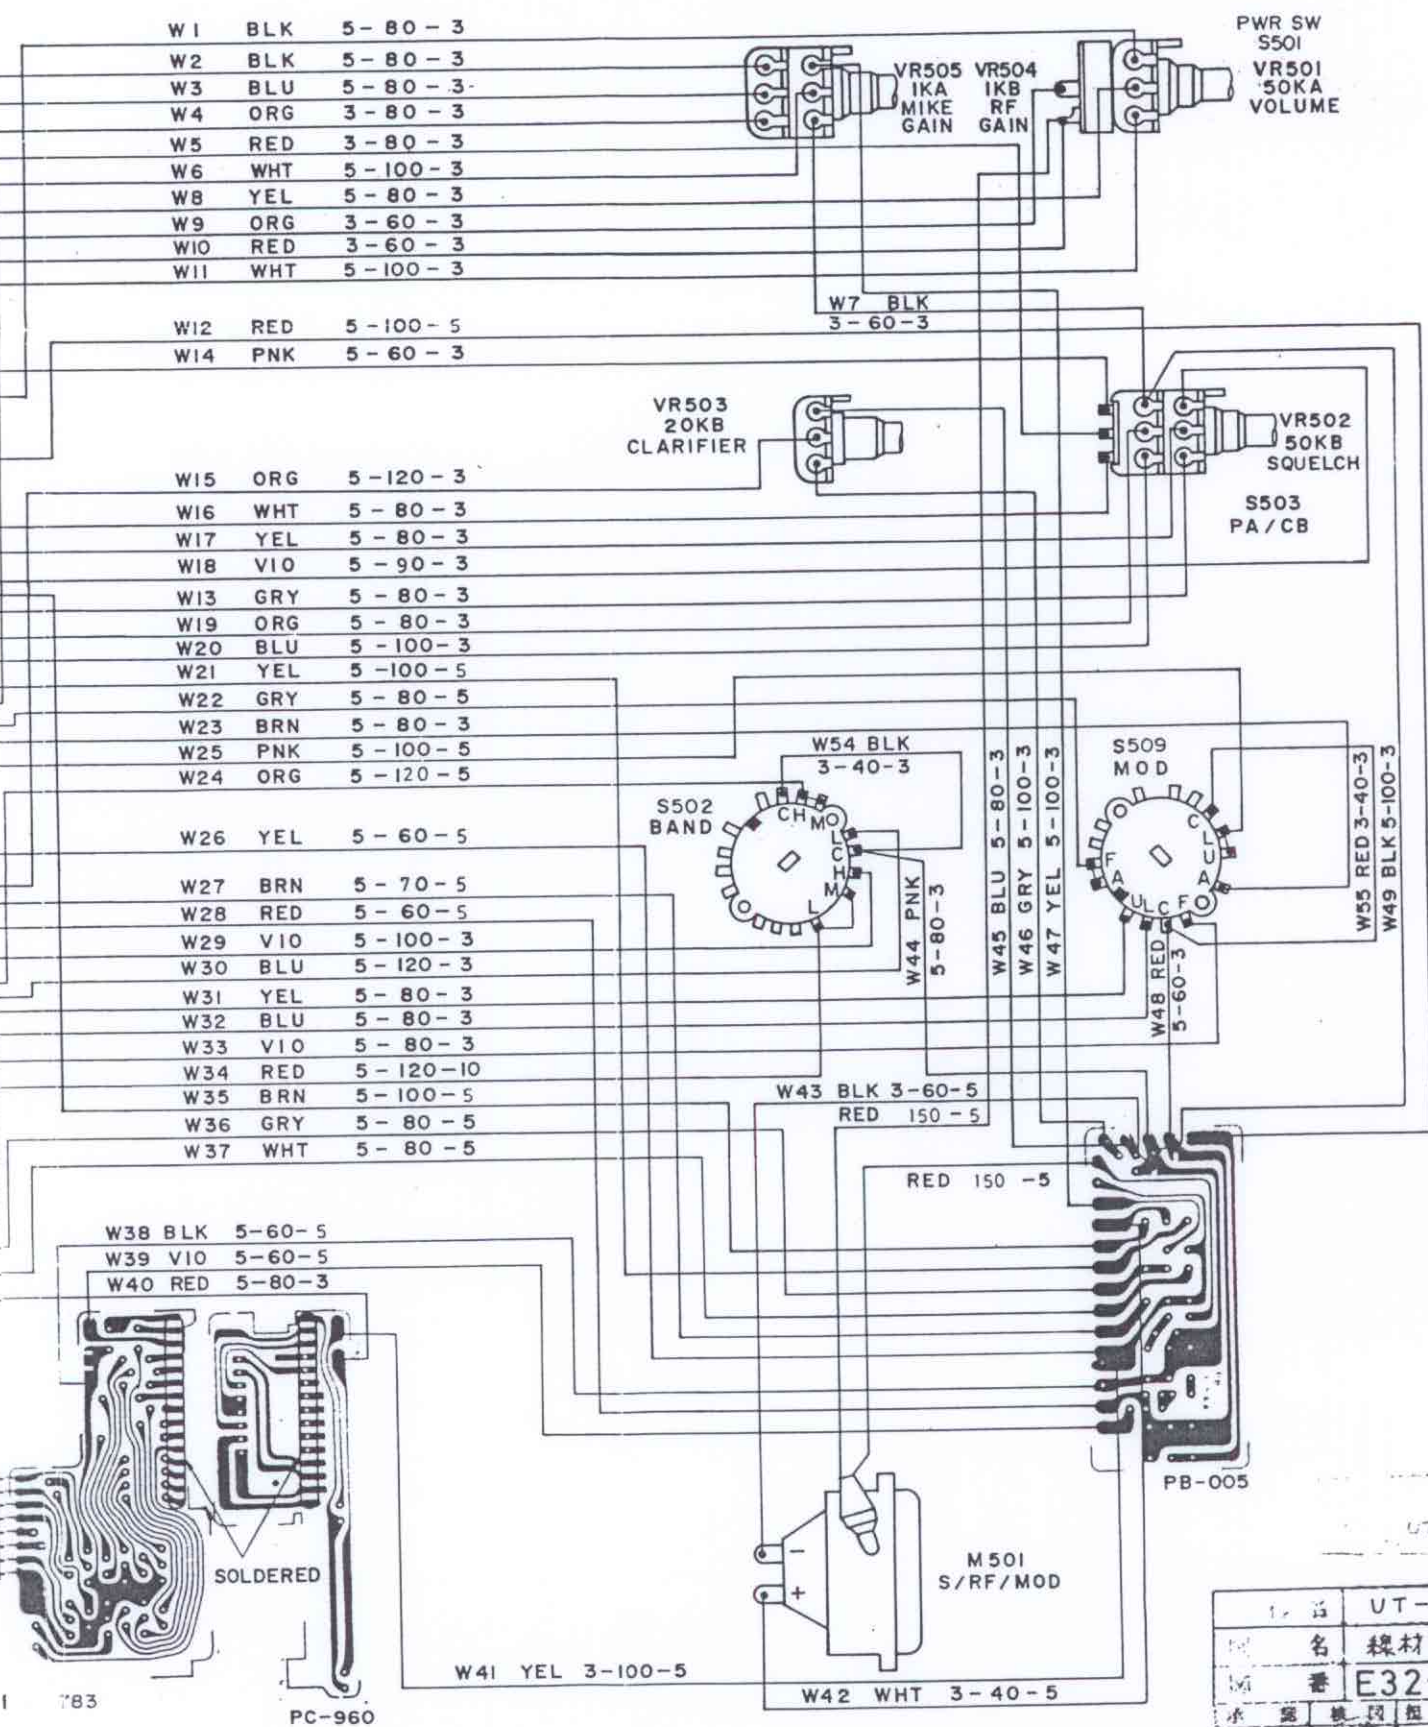 W1 BLK 5-80-3
W2 BLK 5-80-3
W3 BLU 5-80-3
W4 ORG 3-80-3
W5 RED 3-80-3
W6 WHT 5-100-3
W8 YEL 5-80-3
W9 ORG 3-60-3
W10 RED 3-60-3
W11 WHT 5-100-3
VR505
1KA
MIKE
GAIN
VR504
1KB
RF
GAIN
PWR SW
S501
VR501
50KA
VOLUME
W7 BLK
3-60-3
W12 RED 5-100-5
W14 PNK 5-60-3
VR503
20KB
CLARIFIER
VR502
50KB
SQUELCH
S503
PA/CB
W15 ORG 5-120-3
W16 WHT 5-80-3
W17 YEL 5-80-3
W18 VIO 5-90-3
W13 GRY 5-80-3
W19 ORG 5-80-3
W20 BLU 5-100-3
W21 YEL 5-100-5
W22 GRY 5-80-5
W23 BRN 5-80-3
W25 PNK 5-100-5
W24 ORG 5-120-5
W26 YEL 5-60-5
W27 BRN 5-70-5
W28 RED 5-60-5
W29 VIO 5-100-3
W30 BLU 5-120-3
W31 YEL 5-80-3
W32 BLU 5-80-3
W33 VIO 5-80-3
W34 RED 5-120-10
W35 BRN 5-100-5
W36 GRY 5-80-5
W37 WHT 5-80-5
W54 BLK
3-40-3
S502
BAND
CH M
L
C
H
M
L
W44 PNK
5-80-3
W45 BLU 5-80-3
W46 GRY 5-100-3
W47 YEL 5-100-3
S509
MOD
C
L
U
A
F
A
U L C F
W48 RED
5-60-3
W55 RED 3-40-3
W49 BLK 5-100-3
W43 BLK 3-60-5
RED 150-5
RED 150-5
W38 BLK 5-60-5
W39 VIO 5-60-5
W40 RED 5-80-3
SOLDERED
PB-005
-
+
M501
S/RF/MOD
W41 YEL 3-100-5
W42 WHT 3-40-5
783
PC-960
UT-
名 線材
番 E32